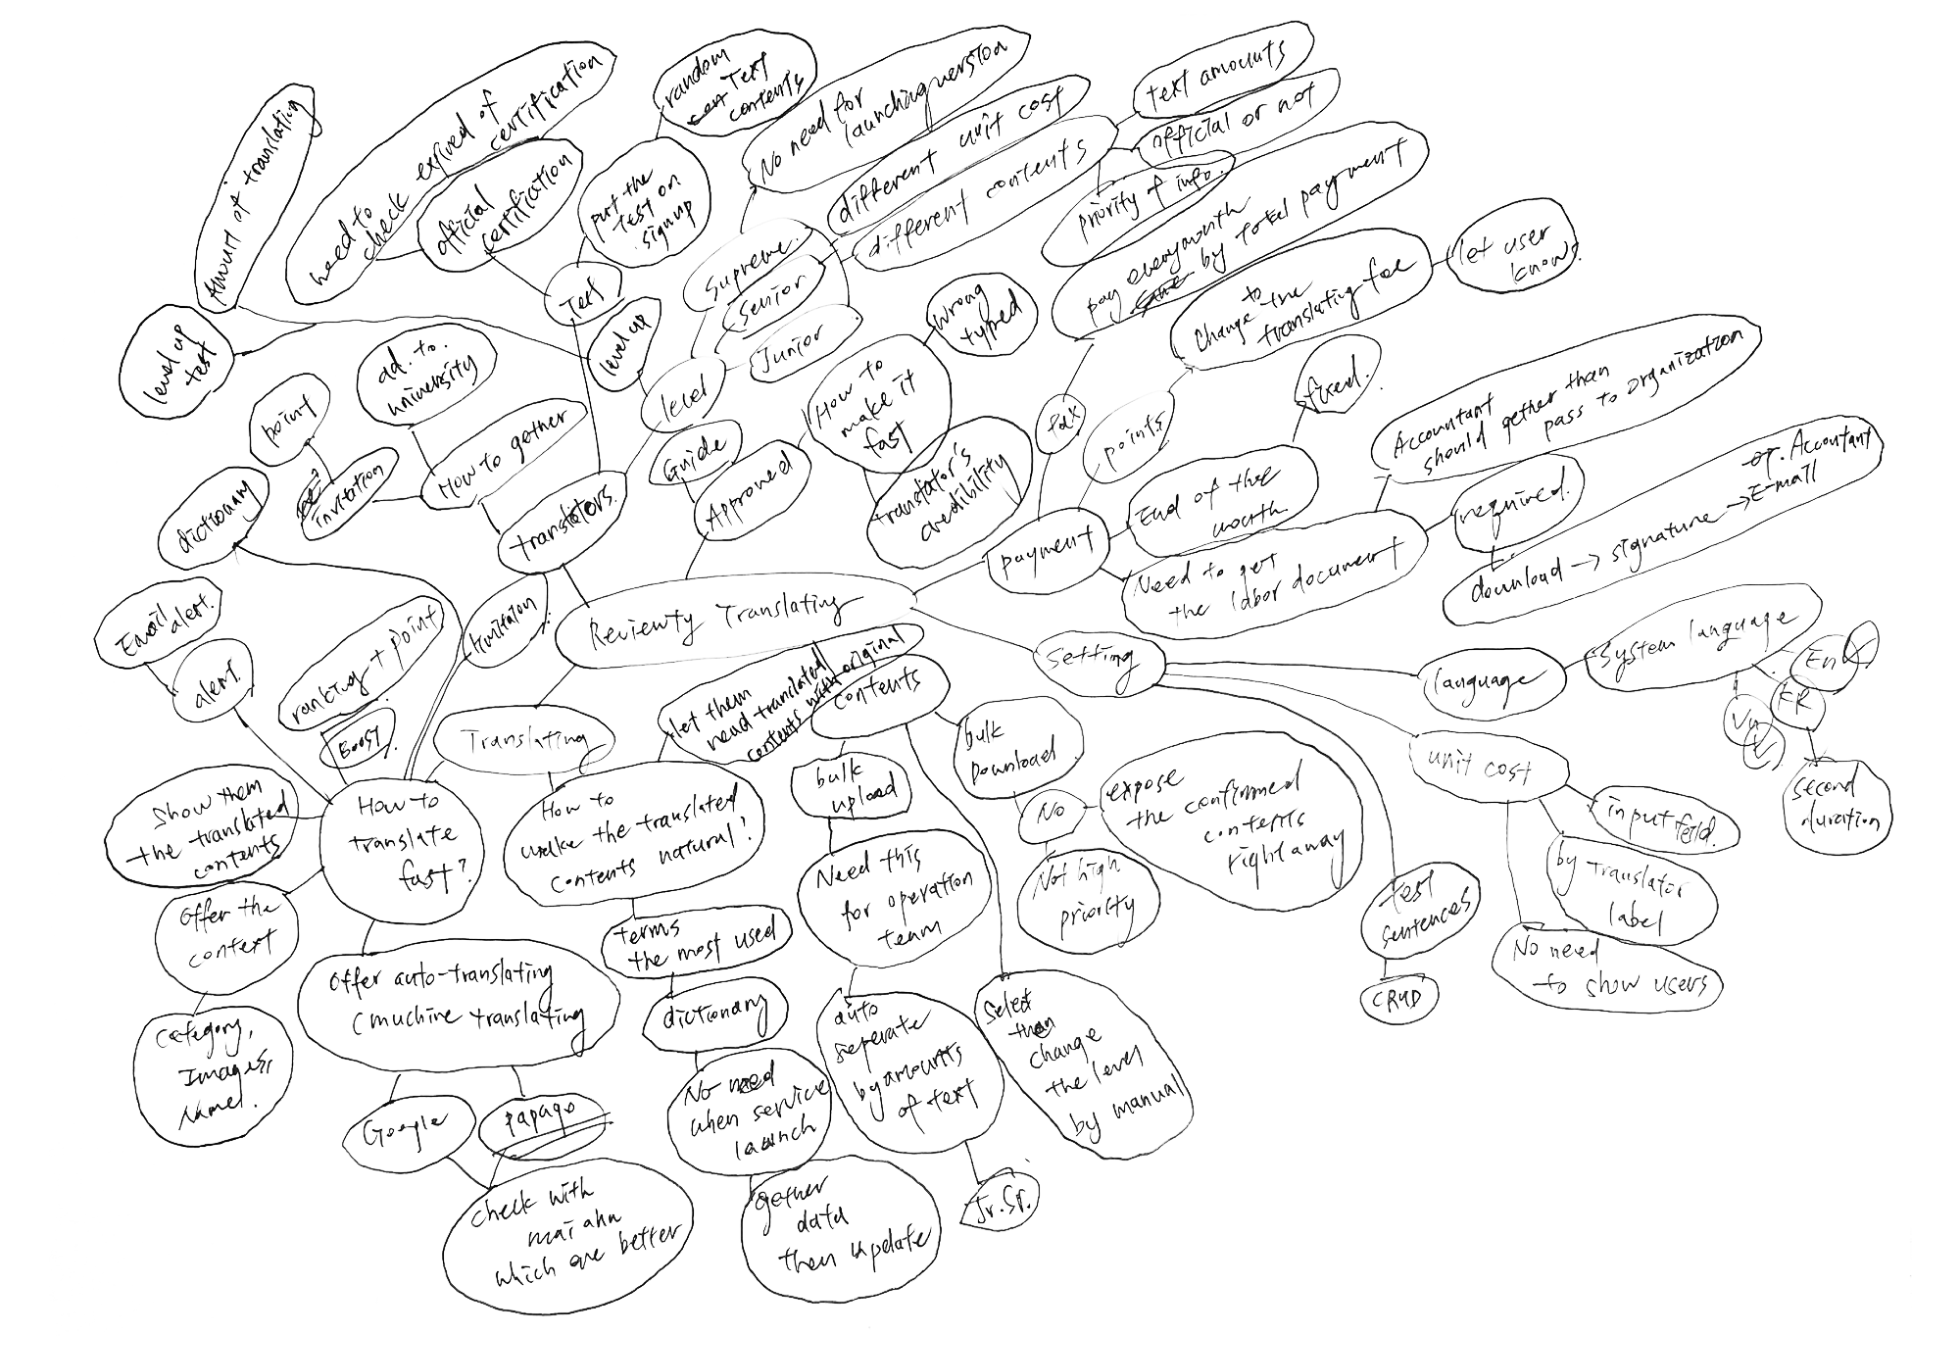 random
Text
contents
No need for
launching version
text amounts
official or not
different unit cost
different contents
priority of info.
need to
check expired of
certification
official
certification
Amount of translating
put the
test on
signup
Test
Supreme.
Senior
Junior
level
level up
level up
test
ad. to.
university
How to gether
point
invitation
dictionary
translators.
Guide
Approved
How to
make it
fast
wrong
typed
translator's
credibility
pay everymonth
by total payment
to
Change the
translating fee
let user
know.
fixed.
tax
points
payment
End of the
month
Need to get
the labor document
Accountant
should gether than
pass to organization
required.
or. Accountant
download → signature → E-mail
Reviewty Translating
Email
alert.
alert.
ranking + point
Boost.
limitation
Translating
let them
read translated
contents with original
contents
Setting
language
System language
En
KR
Vn
second
duration
unit cost
input feild.
by Translator
label
No need
to show users
test
sentences
CRUD
bulk
Download
bulk
upload
No
expose
the confirmed
contents
right away
Not high
priority
Need this
for operation
team
auto
seperate
by amounts
of text
Jr. Sr.
Select
than
change
the level
by manual
Show them
the translated
contents
How to
translate
fast?
How to
make the translated
contents natural?
Offer the
context
category,
Images,
Name.
Offer auto-translating
(muchine translating
Google
papago
check with
mai ahn
which one better
terms
the most used
dictionary
No need
when service
launch
gather
data
then update